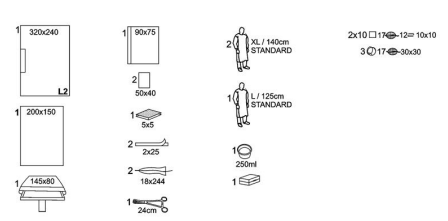 1 320x240
L2
1 200x150
1 145x80
1 90x75
2
50x40
1
5x5
2
2x25
2
18x244
1
24cm
2 XL / 140cm
STANDARD
1 L / 125cm
STANDARD
1
250ml
1
2x10 17 12 10x10
3 17 30x30